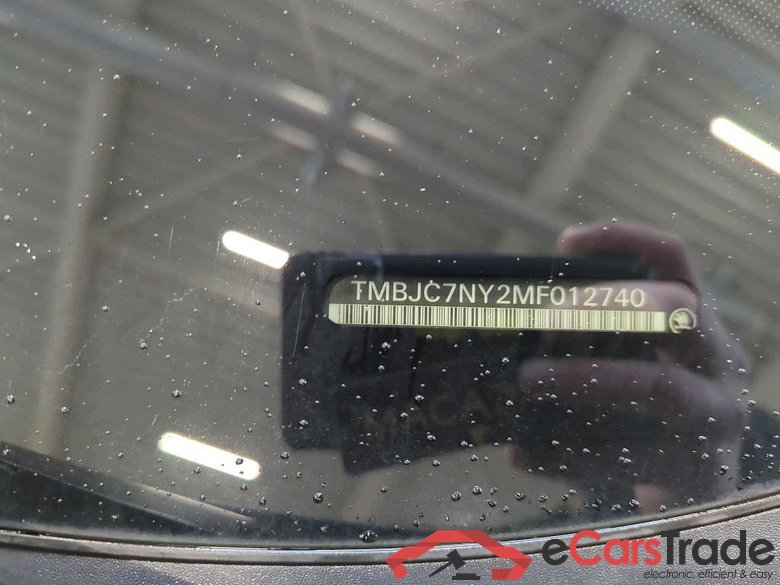 TMBJC7NY2MF012740
eCarsTrade
electronic, efficient & easy